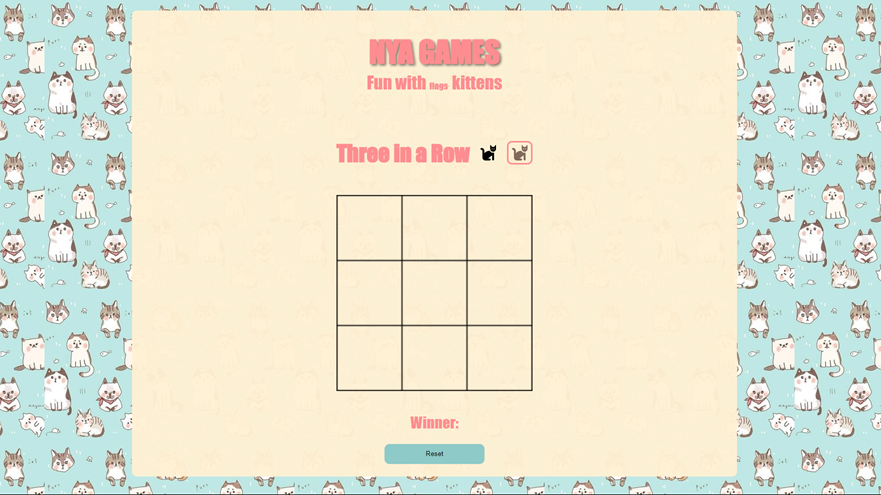 NYA GAMES
Fun with flags kittens
Three in a Row
Winner:
Reset